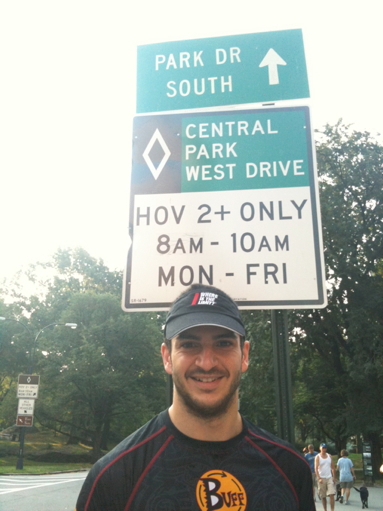 PARK DR
SOUTH
CENTRAL
PARK
WEST DRIVE
HOV 2+ ONLY
8AM - 10AM
MON - FRI
BUFF